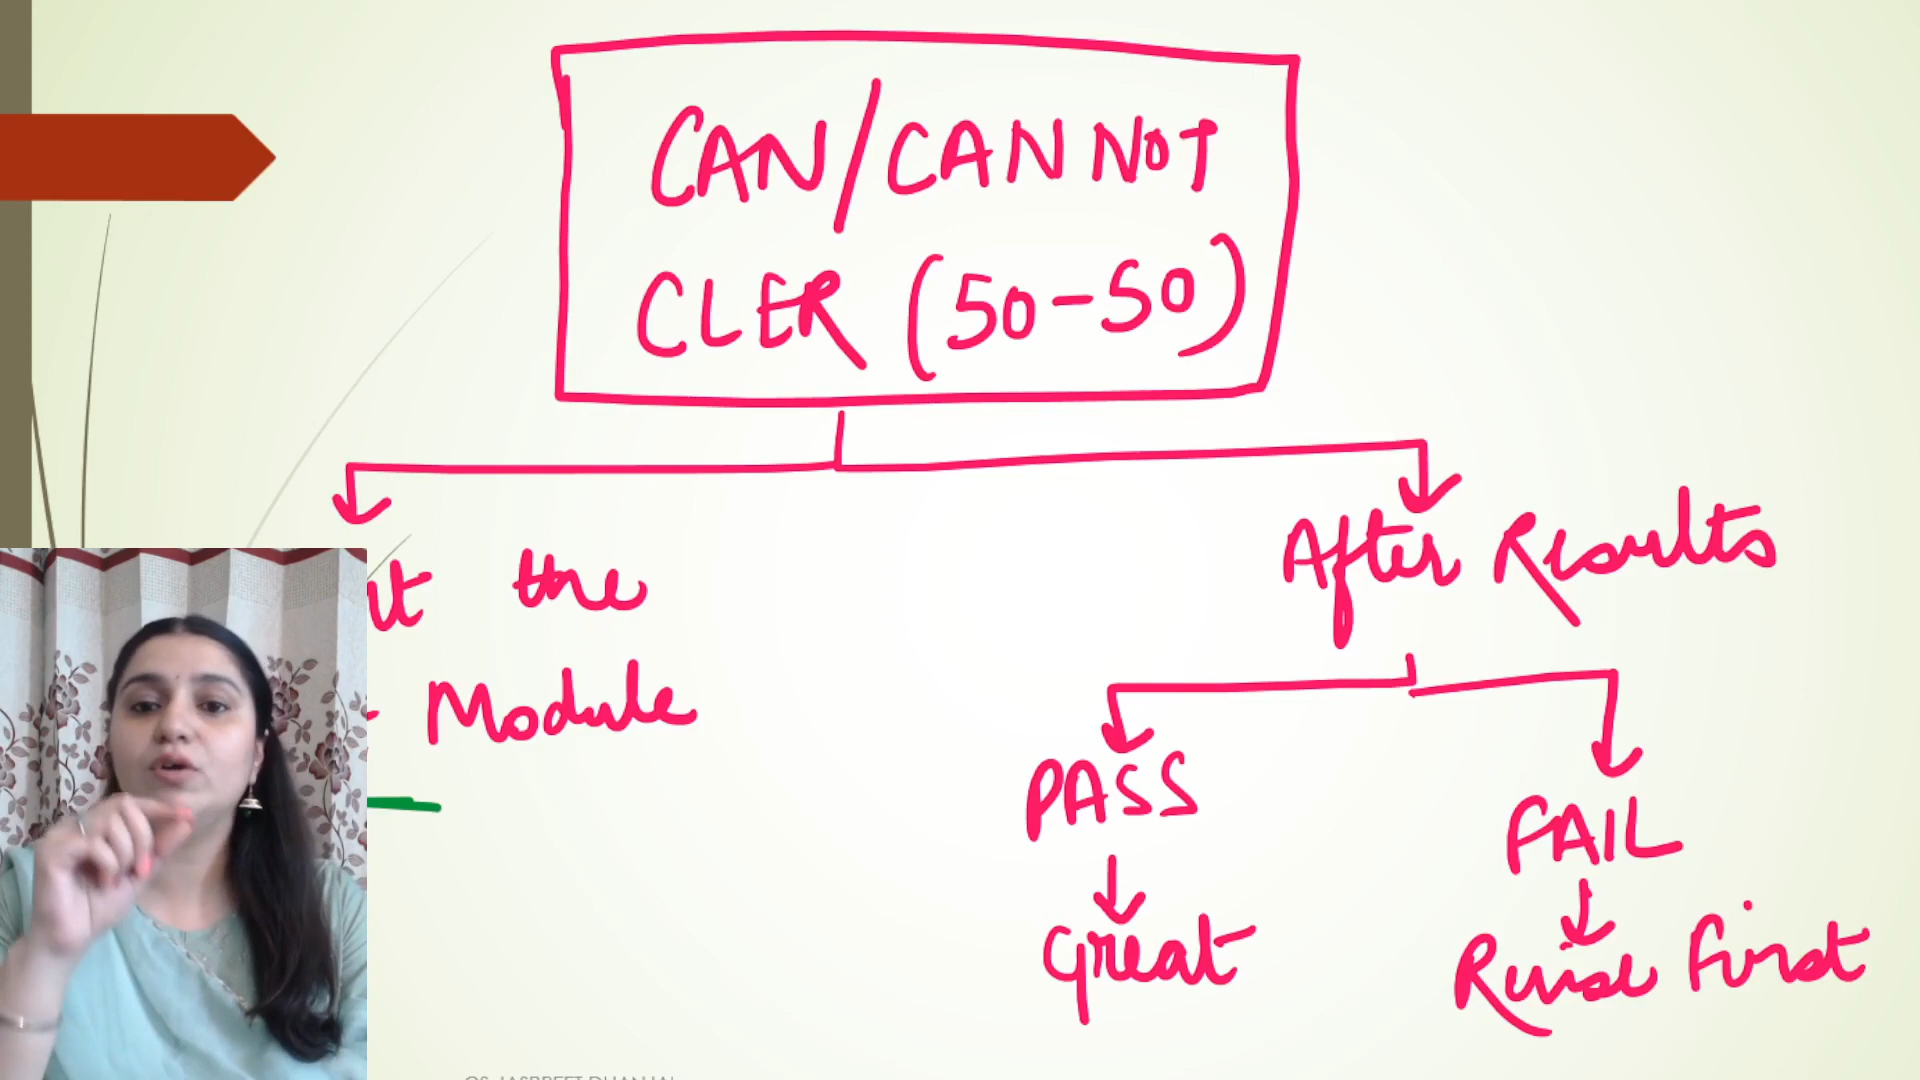 CAN/CANNOT
CLER (50-50)
the
Module
After Results
PASS
FAIL
Great
Revise First